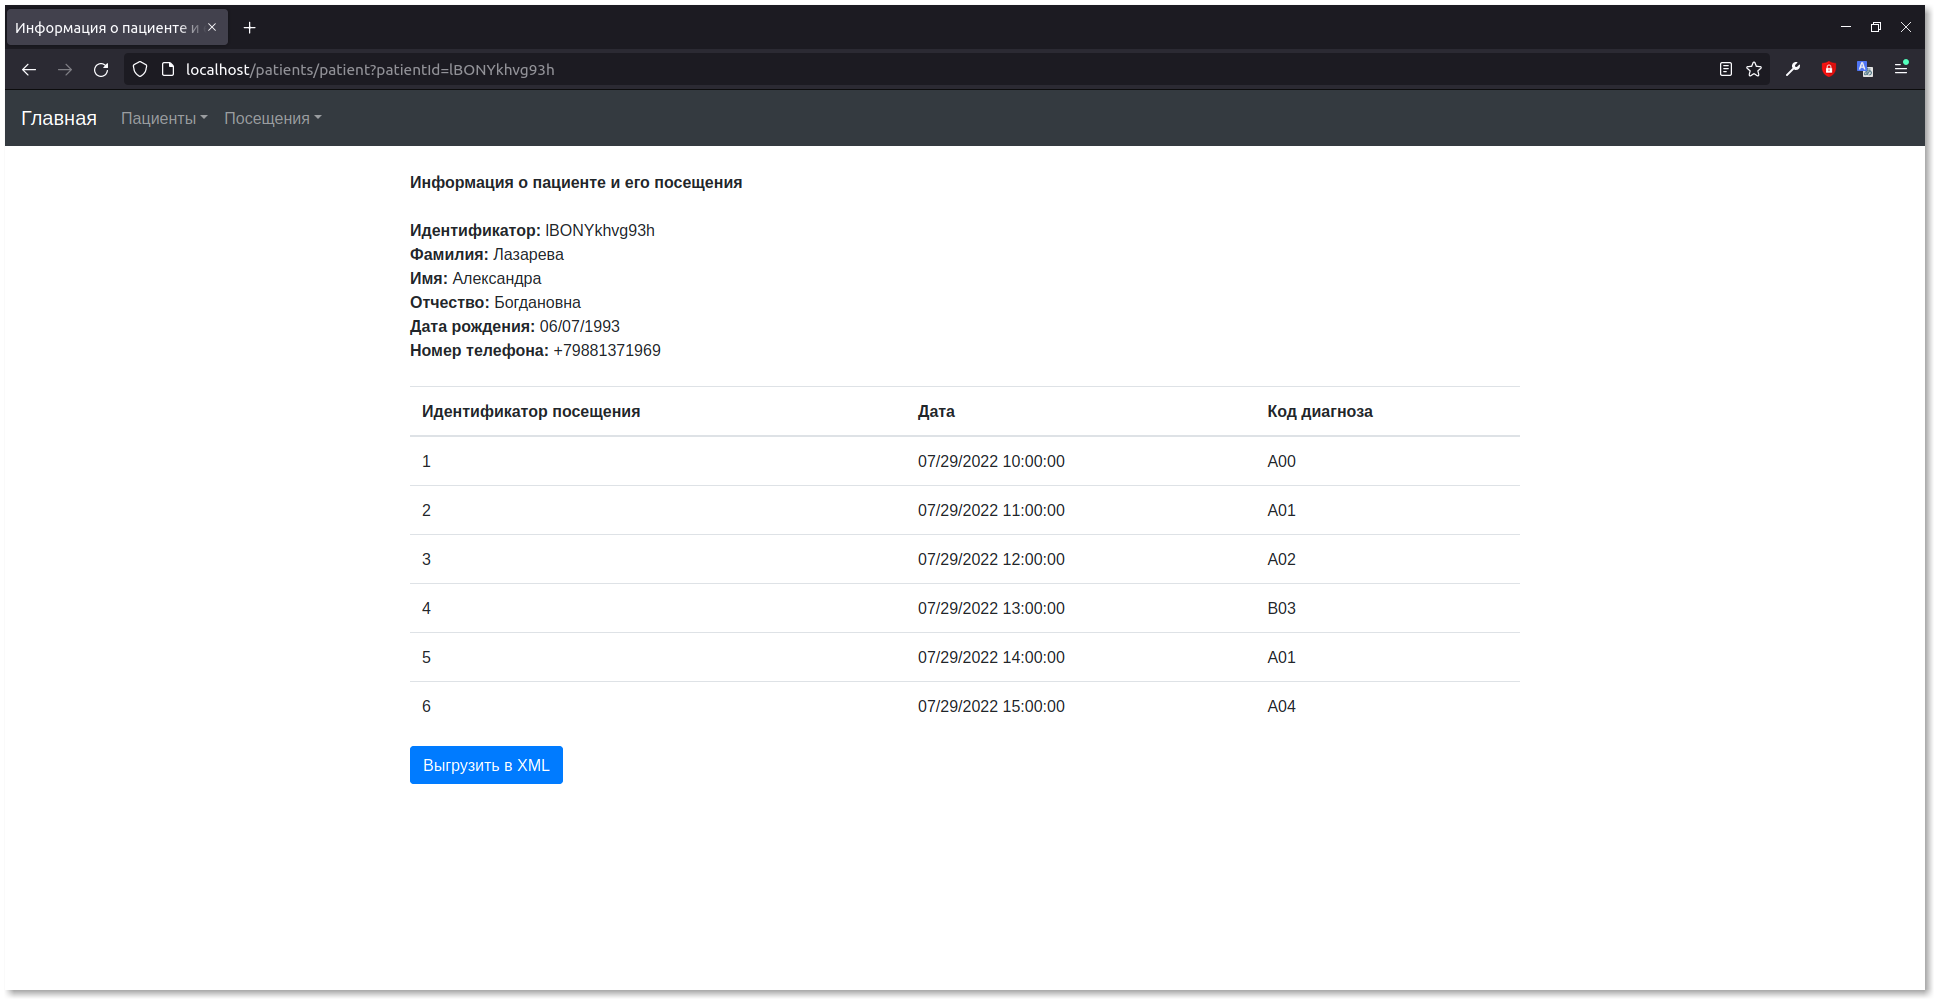 Информация о пациенте и
localhost/patients/patient?patientId=lBONYkhvg93h
Главная Пациенты Посещения
Информация о пациенте и его посещения
Идентификатор: lBONYkhvg93h
Фамилия: Лазарева
Имя: Александра
Отчество: Богдановна
Дата рождения: 06/07/1993
Номер телефона: +79881371969
Идентификатор посещения Дата Код диагноза
1 07/29/2022 10:00:00 A00
2 07/29/2022 11:00:00 A01
3 07/29/2022 12:00:00 A02
4 07/29/2022 13:00:00 B03
5 07/29/2022 14:00:00 A01
6 07/29/2022 15:00:00 A04
Выгрузить в XML